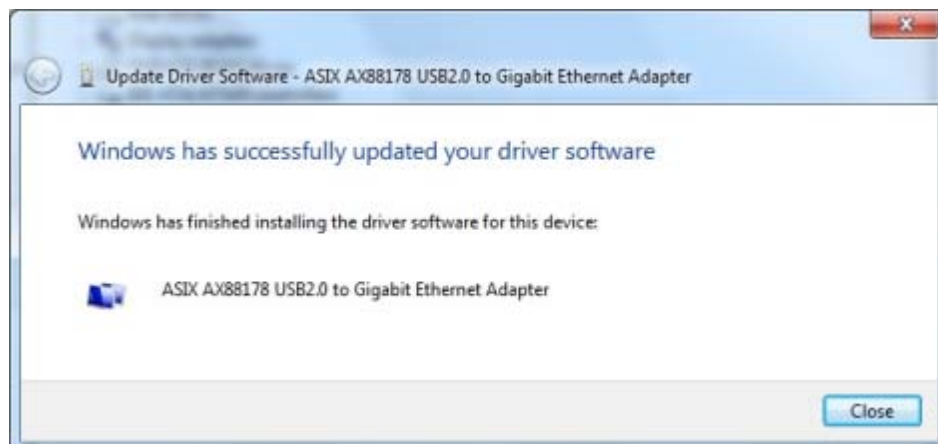 Update Driver Software - ASIX AX88178 USB2.0 to Gigabit Ethernet Adapter
Windows has successfully updated your driver software
Windows has finished installing the driver software for this device:
ASIX AX88178 USB2.0 to Gigabit Ethernet Adapter
Close